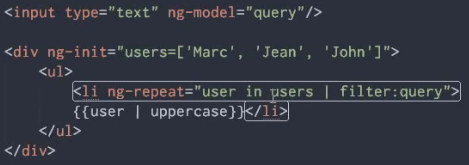 <input type="text" ng-model="query"/>
<div ng-init="users=['Marc', 'Jean', 'John']">
<ul>
<li ng-repeat="user in users | filter:query">
{{user | uppercase}}</li>
</ul>
</div>